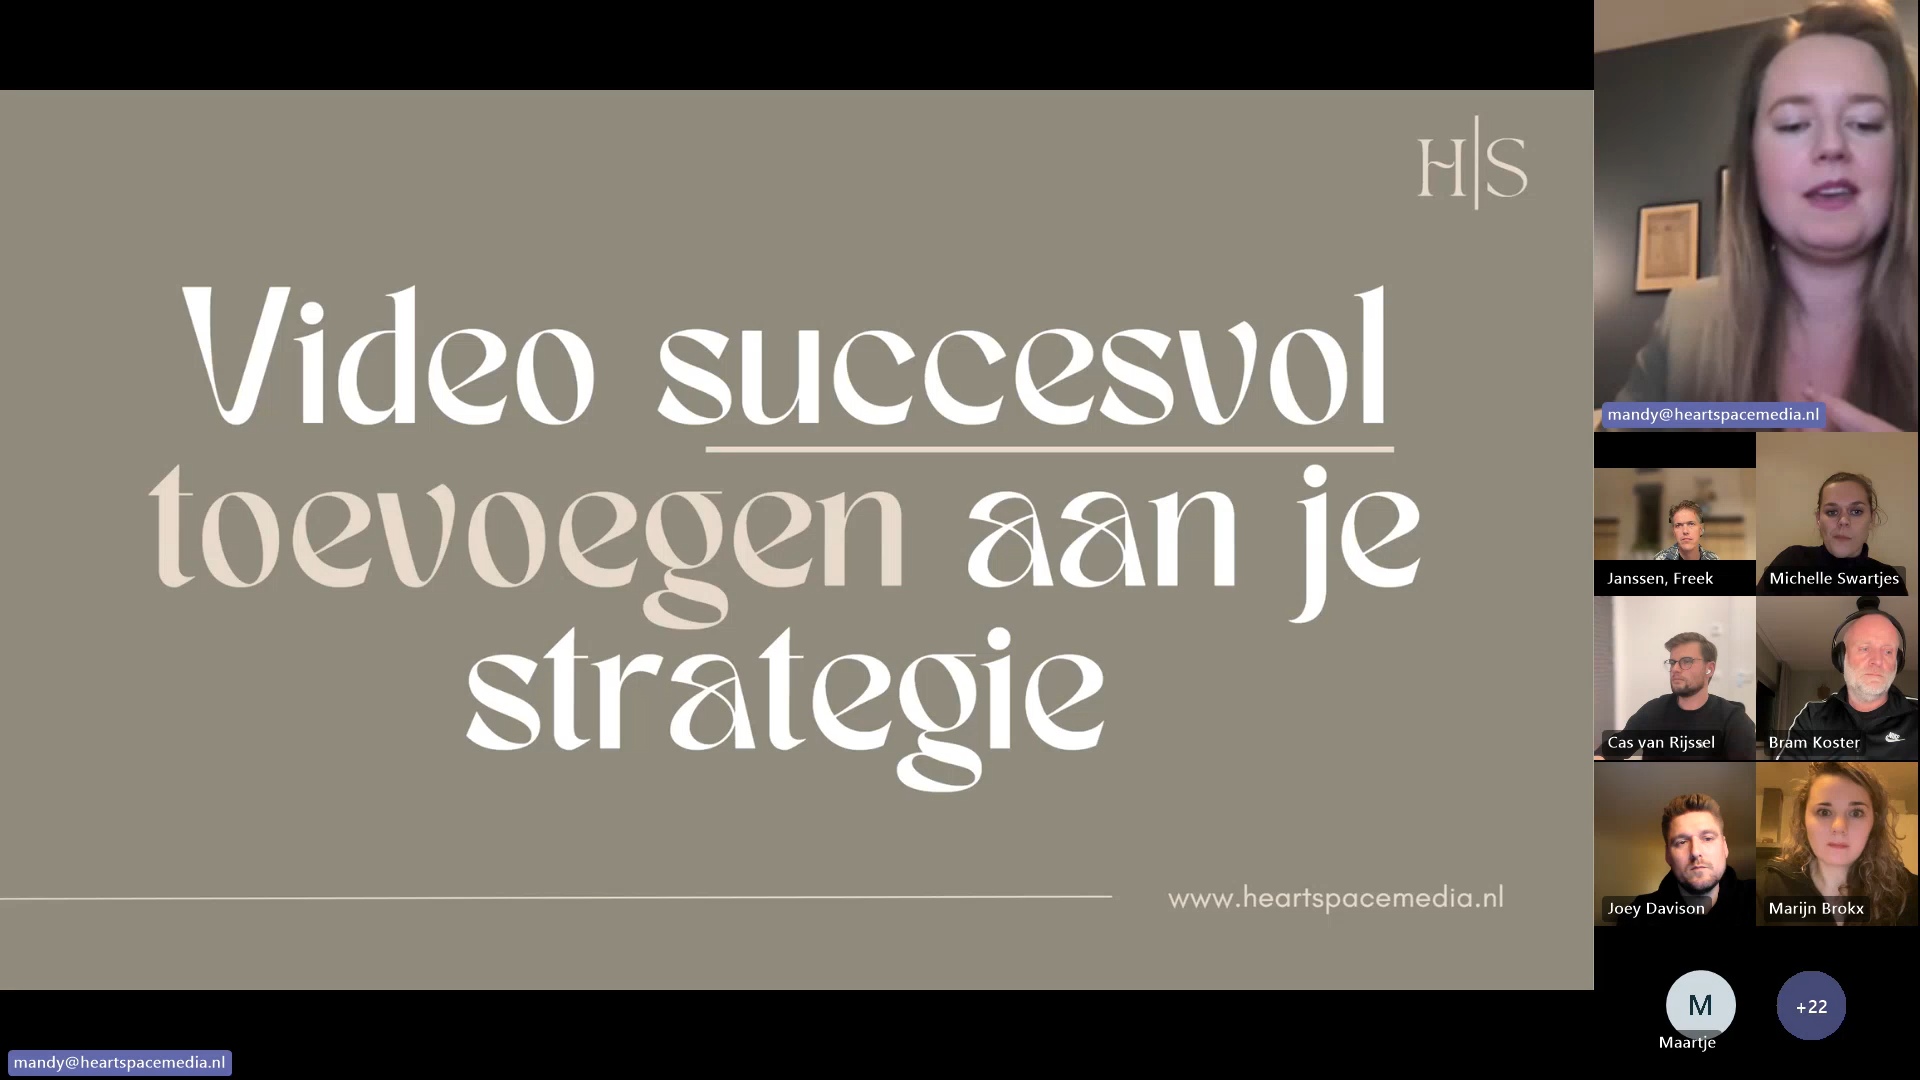 H|S
Video succesvol
toevoegen aan je
strategie
www.heartspacemedia.nl
mandy@heartspacemedia.nl
mandy@heartspacemedia.nl
Janssen, Freek
Michelle Swartjes
Cas van Rijssel
Bram Koster
Joey Davison
Marijn Brokx
M
Maartje
+22